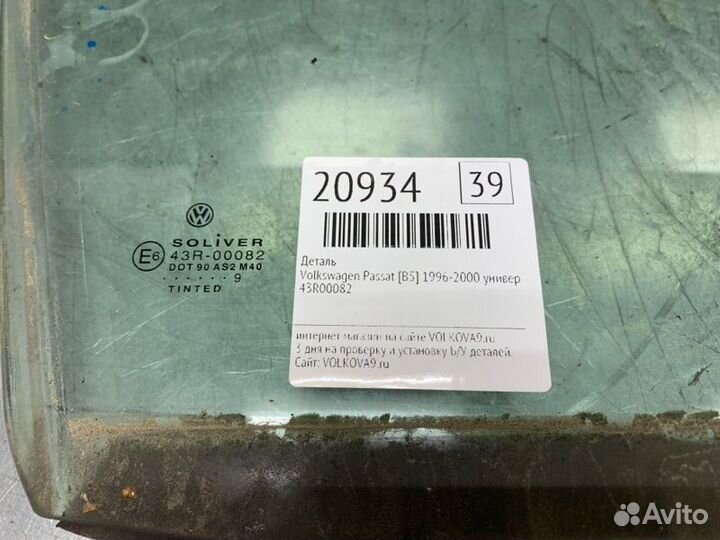 SOLIVER
E6 43R-00082
DOT 90 AS2 M40
...... 9
TINTED
20934 39
Деталь
Volkswagen Passat [B5] 1996-2000 универ
43R00082
интернет магазин на сайте VOLKOVA9.ru
3 дня на проверку и установку b/У деталей.
Сайт: VOLKOVA9.ru
Avito